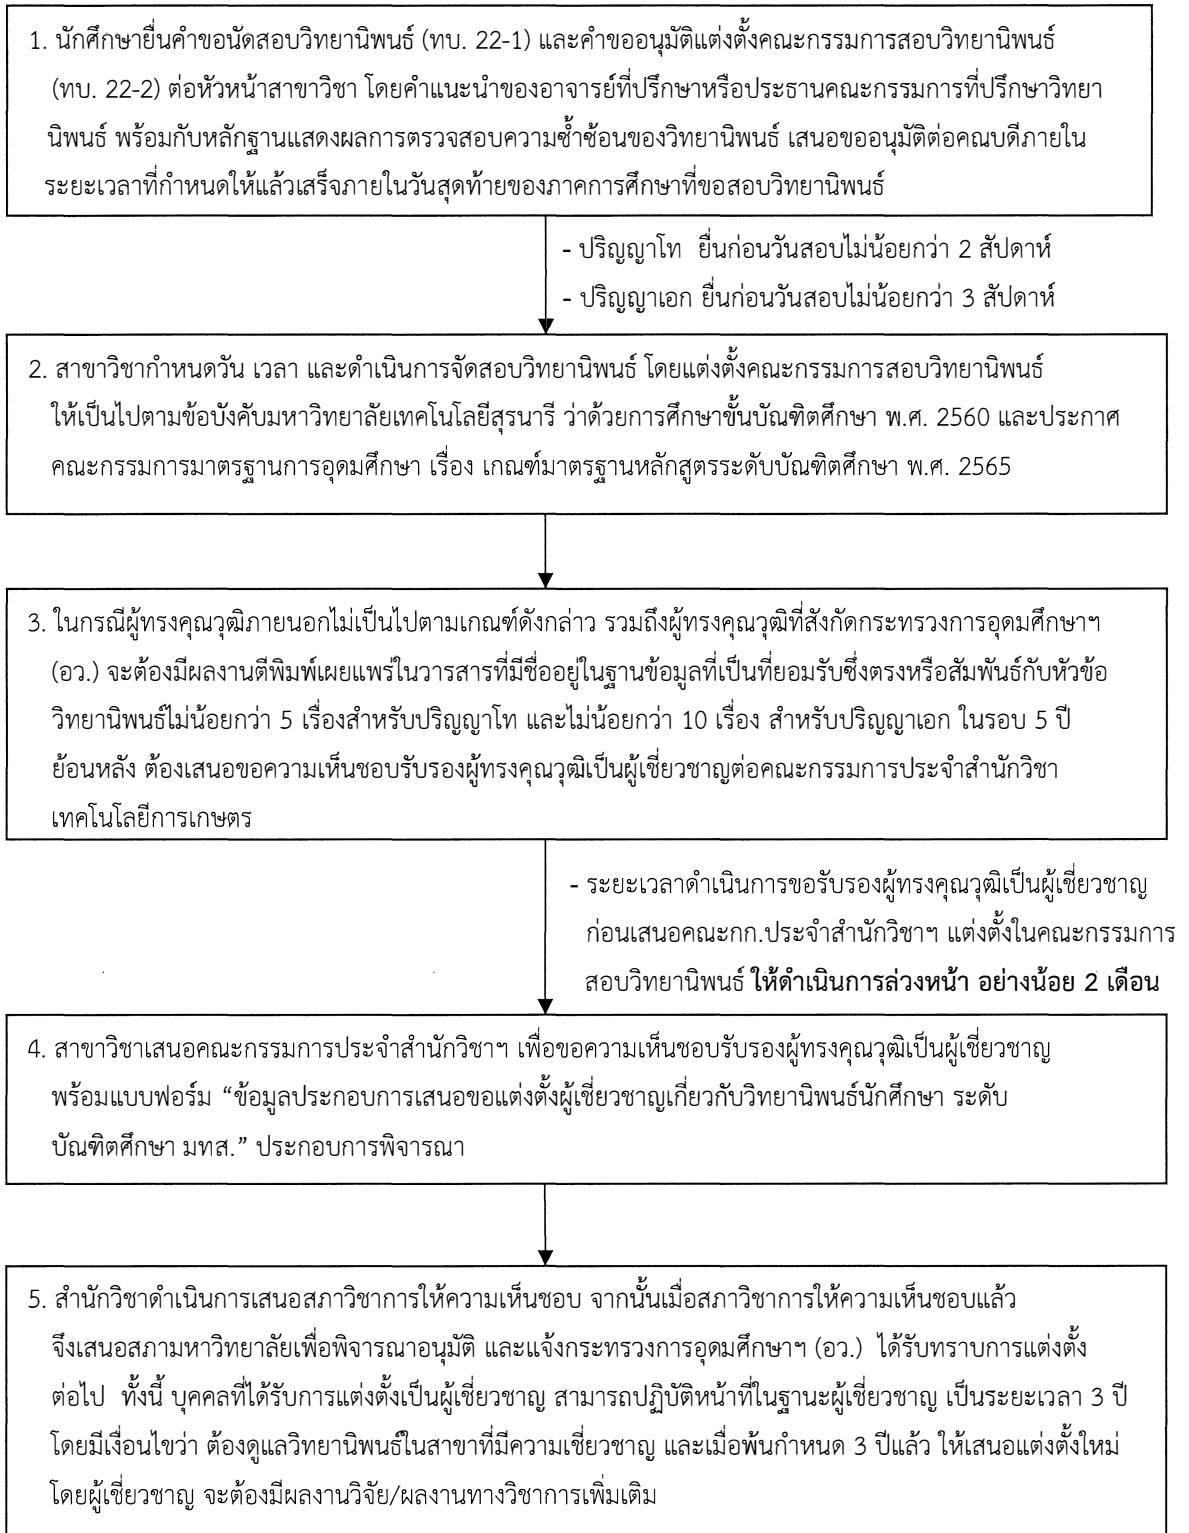 1. นักศึกษายื่นคำขอนัดสอบวิทยานิพนธ์ (ทบ. 22-1) และคำขออนุมัติแต่งตั้งคณะกรรมการสอบวิทยานิพนธ์
(ทบ. 22-2) ต่อหัวหน้าสาขาวิชา โดยคำแนะนำของอาจารย์ที่ปรึกษาหรือประธานคณะกรรมการที่ปรึกษาวิทยา
นิพนธ์ พร้อมกับหลักฐานแสดงผลการตรวจสอบความซ้ำซ้อนของวิทยานิพนธ์ เสนอขออนุมัติต่อคณบดีภายใน
ระยะเวลาที่กำหนดให้แล้วเสร็จภายในวันสุดท้ายของภาคการศึกษาที่ขอสอบวิทยานิพนธ์
- ปริญญาโท ยื่นก่อนวันสอบไม่น้อยกว่า 2 สัปดาห์
- ปริญญาเอก ยื่นก่อนวันสอบไม่น้อยกว่า 3 สัปดาห์
2. สาขาวิชากำหนดวัน เวลา และดำเนินการจัดสอบวิทยานิพนธ์ โดยแต่งตั้งคณะกรรมการสอบวิทยานิพนธ์
ให้เป็นไปตามข้อบังคับมหาวิทยาลัยเทคโนโลยีสุรนารี ว่าด้วยการศึกษาขั้นบัณฑิตศึกษา พ.ศ. 2560 และประกาศ
คณะกรรมการมาตรฐานการอุดมศึกษา เรื่อง เกณฑ์มาตรฐานหลักสูตรระดับบัณฑิตศึกษา พ.ศ. 2565
3. ในกรณีผู้ทรงคุณวุฒิภายนอกไม่เป็นไปตามเกณฑ์ดังกล่าว รวมถึงผู้ทรงคุณวุฒิที่สังกัดกระทรวงการอุดมศึกษาฯ
(อว.) จะต้องมีผลงานตีพิมพ์เผยแพร่ในวารสารที่มีชื่ออยู่ในฐานข้อมูลที่เป็นที่ยอมรับซึ่งตรงหรือสัมพันธ์กับหัวข้อ
วิทยานิพนธ์ไม่น้อยกว่า 5 เรื่องสำหรับปริญญาโท และไม่น้อยกว่า 10 เรื่อง สำหรับปริญญาเอก ในรอบ 5 ปี
ย้อนหลัง ต้องเสนอขอความเห็นชอบรับรองผู้ทรงคุณวุฒิเป็นผู้เชี่ยวชาญต่อคณะกรรมการประจำสำนักวิชา
เทคโนโลยีการเกษตร
- ระยะเวลาดำเนินการขอรับรองผู้ทรงคุณวุฒิเป็นผู้เชี่ยวชาญ
ก่อนเสนอคณะกก.ประจำสำนักวิชาฯ แต่งตั้งในคณะกรรมการ
สอบวิทยานิพนธ์ ให้ดำเนินการล่วงหน้า อย่างน้อย 2 เดือน
4. สาขาวิชาเสนอคณะกรรมการประจำสำนักวิชาฯ เพื่อขอความเห็นชอบรับรองผู้ทรงคุณวุฒิเป็นผู้เชี่ยวชาญ
พร้อมแบบฟอร์ม “ข้อมูลประกอบการเสนอขอแต่งตั้งผู้เชี่ยวชาญเกี่ยวกับวิทยานิพนธ์นักศึกษา ระดับ
บัณฑิตศึกษา มทส.” ประกอบการพิจารณา
5. สำนักวิชาดำเนินการเสนอสภาวิชาการให้ความเห็นชอบ จากนั้นเมื่อสภาวิชาการให้ความเห็นชอบแล้ว
จึงเสนอสภามหาวิทยาลัยเพื่อพิจารณาอนุมัติ และแจ้งกระทรวงการอุดมศึกษาฯ (อว.) ได้รับทราบการแต่งตั้ง
ต่อไป ทั้งนี้ บุคคลที่ได้รับการแต่งตั้งเป็นผู้เชี่ยวชาญ สามารถปฏิบัติหน้าที่ในฐานะผู้เชี่ยวชาญ เป็นระยะเวลา 3 ปี
โดยมีเงื่อนไขว่า ต้องดูแลวิทยานิพนธ์ในสาขาที่มีความเชี่ยวชาญ และเมื่อพ้นกำหนด 3 ปีแล้ว ให้เสนอแต่งตั้งใหม่
โดยผู้เชี่ยวชาญ จะต้องมีผลงานวิจัย/ผลงานทางวิชาการเพิ่มเติม